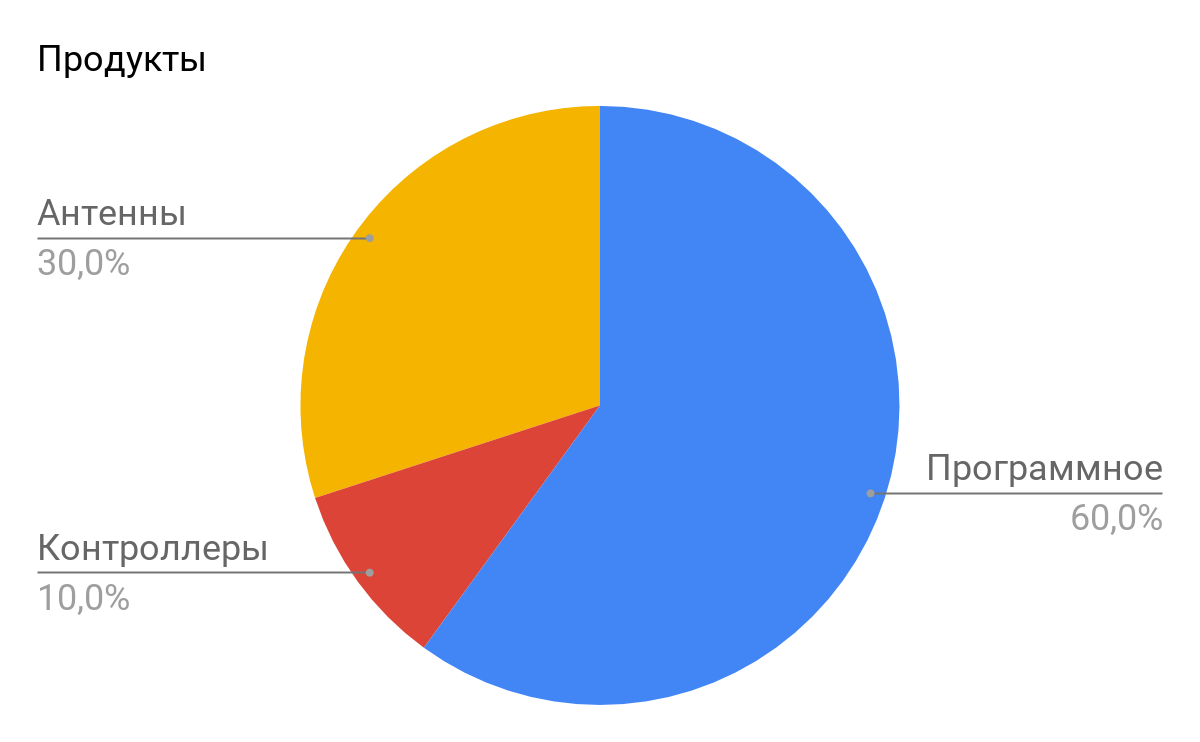 Продукты
Антенны
30,0%
Программное
60,0%
Контроллеры
10,0%